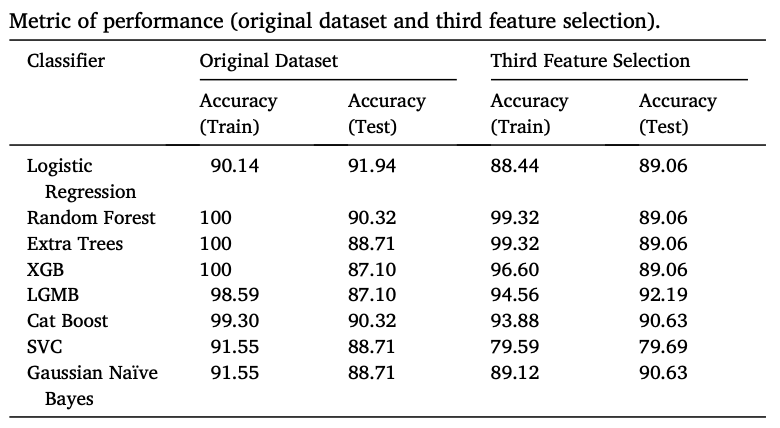 Metric of performance (original dataset and third feature selection).
Classifier Original Dataset Third Feature Selection
Accuracy Accuracy Accuracy Accuracy
(Train) (Test) (Train) (Test)
Logistic 90.14 91.94 88.44 89.06
Regression
Random Forest 100 90.32 99.32 89.06
Extra Trees 100 88.71 99.32 89.06
XGB 100 87.10 96.60 89.06
LGMB 98.59 87.10 94.56 92.19
Cat Boost 99.30 90.32 93.88 90.63
SVC 91.55 88.71 79.59 79.69
Gaussian Naïve 91.55 88.71 89.12 90.63
Bayes